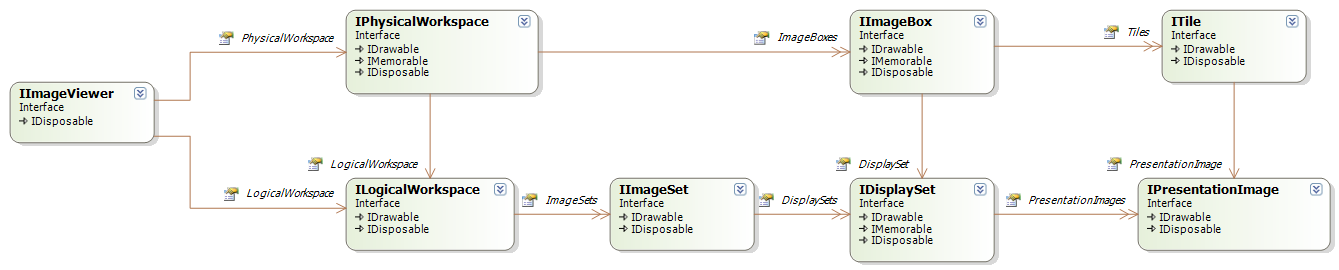 IImageViewer
Interface
IDisposable
PhysicalWorkspace
LogicalWorkspace
IPhysicalWorkspace
Interface
IDrawable
IMemorable
IDisposable
ImageBoxes
LogicalWorkspace
IImageBox
Interface
IDrawable
IMemorable
IDisposable
Tiles
DisplaySet
ITile
Interface
IDrawable
IDisposable
PresentationImage
ILogicalWorkspace
Interface
IDrawable
IDisposable
ImageSets
IImageSet
Interface
IDrawable
IDisposable
DisplaySets
IDisplaySet
Interface
IDrawable
IMemorable
IDisposable
PresentationImages
IPresentationImage
Interface
IDrawable
IDisposable